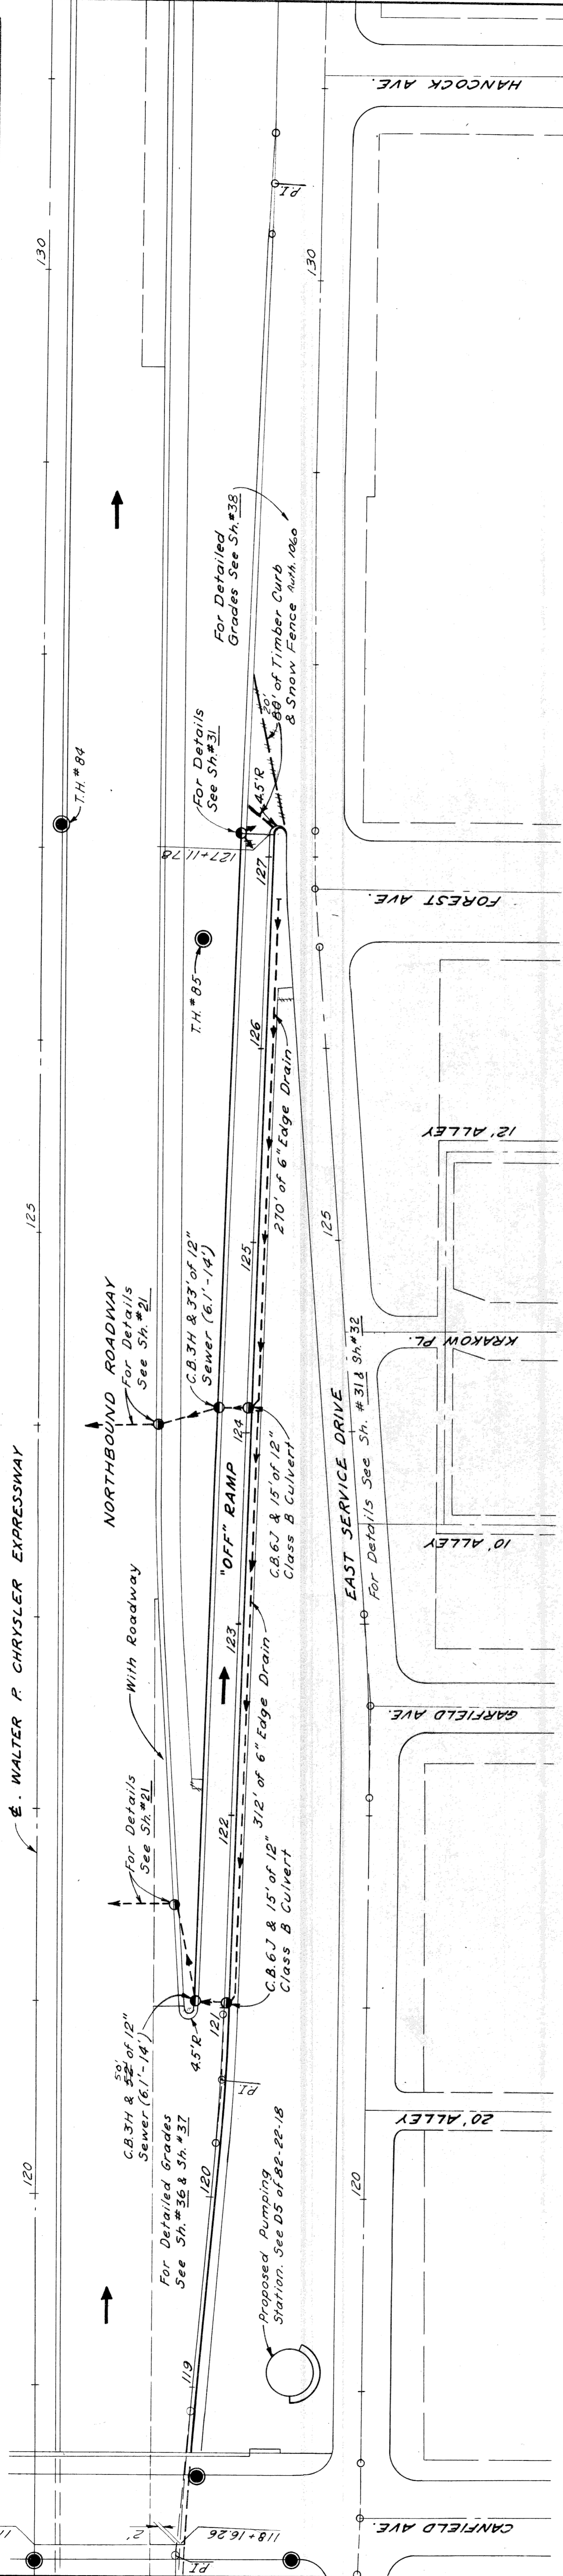 HANCOCK AVE.
P.I.
130
130
For Detailed
Grades See Sh.#38
20'
80' of Timber Curb
& Snow Fence Auth. 1060
For Details
See Sh.#31
4.5'R
T.H.#84
127+11.78
127
FOREST AVE.
T.H.#85
126
270' of 6" Edge Drain
12' ALLEY
125
125
125
NORTHBOUND ROADWAY
For Details
See Sh.#21
C.B.3H & 33' of 12"
Sewer (6.1'-14')
KRAKOW PL.
124
"OFF" RAMP
C.B.6J & 15' of 12"
Class B Culvert
EAST SERVICE DRIVE
For Details See Sh.#31 & Sh.#32
10' ALLEY
₵. WALTER P. CHRYSLER EXPRESSWAY
With Roadway
123
312' of 6" Edge Drain
GARFIELD AVE.
122
For Details
See Sh.#21
C.B.6J & 15' of 12"
Class B Culvert
121
4.5'R
C.B.3H & 52' of 12"
50'
Sewer (6.1'-14')
P.I.
For Detailed Grades
See Sh.#36 & Sh.#37
20' ALLEY
120
120
120
Proposed Pumping
Station. See D5 of 82-22-18
119
2'
118+16.26
CANFIELD AVE.
P.I.